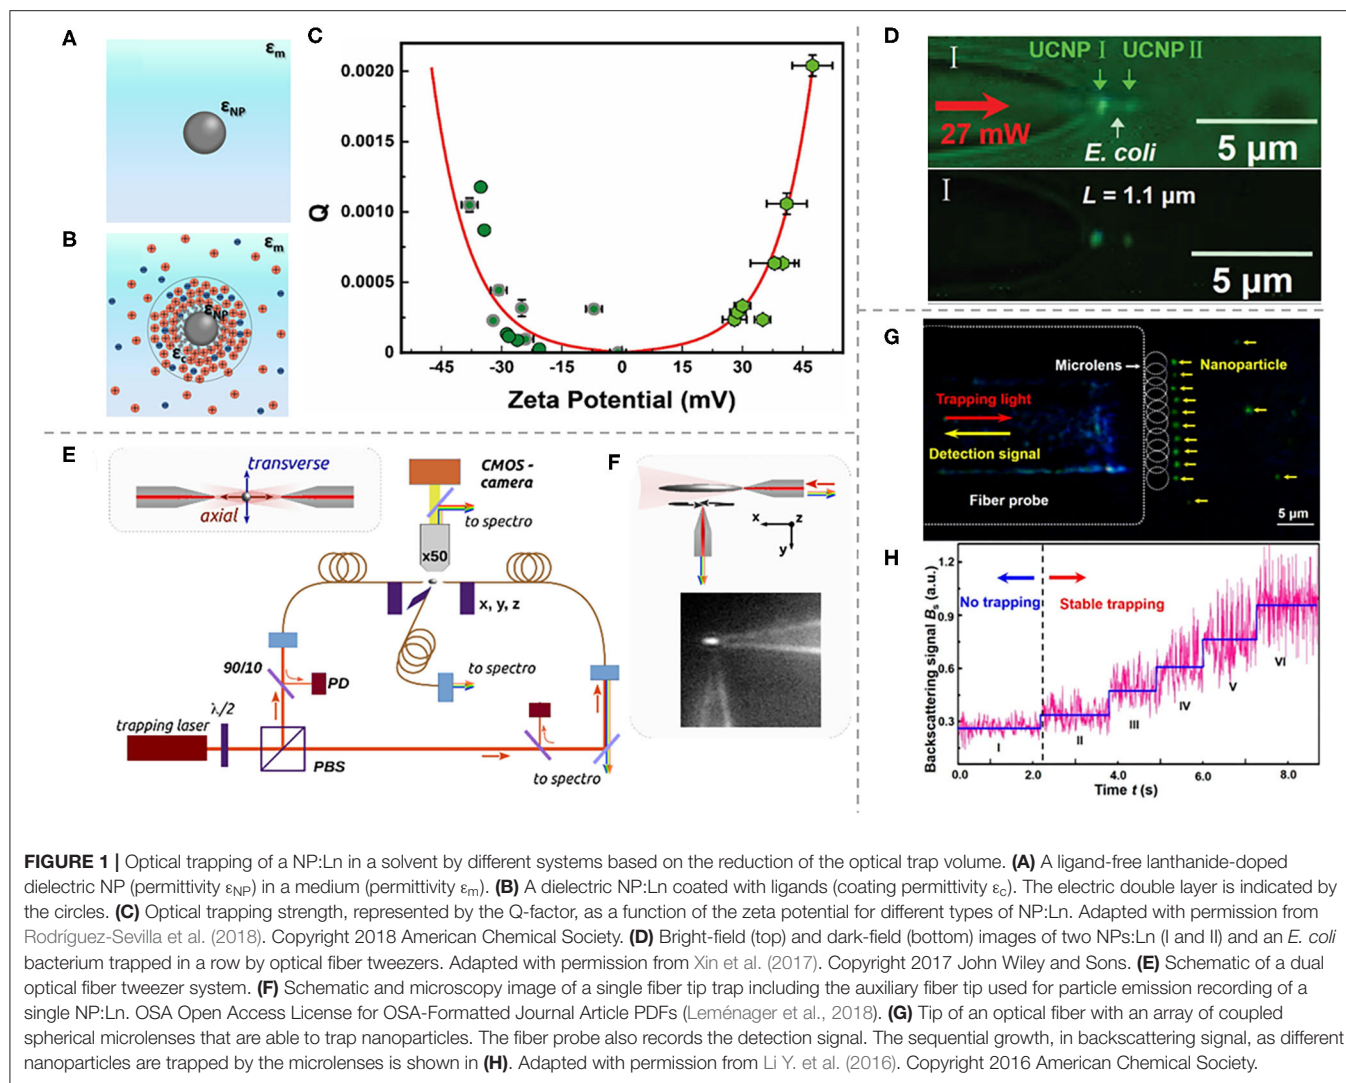 A
εm
εNP
B
εm
εNP
εc
C
0.0020
0.0015
0.0010
0.0005
0
Q
-45
-30
-15
0
15
30
45
Zeta Potential (mV)
D
I
UCNP I
UCNP II
27 mW
E. coli
5 μm
I
L = 1.1 μm
5 μm
E
transverse
axial
CMOS -
camera
to spectro
x50
x, y, z
to spectro
90/10
PD
λ/2
trapping laser
PBS
to spectro
F
x
z
y
G
Microlens
Nanoparticle
Trapping light
Detection signal
Fiber probe
5 μm
H
Backscattering signal Bs (a.u.)
1.2
0.9
0.6
0.3
No trapping
Stable trapping
I
II
III
IV
V
VI
0.0
2.0
4.0
6.0
8.0
Time t (s)
FIGURE 1 | Optical trapping of a NP:Ln in a solvent by different systems based on the reduction of the optical trap volume. (A) A ligand-free lanthanide-doped
dielectric NP (permittivity εNP) in a medium (permittivity εm). (B) A dielectric NP:Ln coated with ligands (coating permittivity εc). The electric double layer is indicated by
the circles. (C) Optical trapping strength, represented by the Q-factor, as a function of the zeta potential for different types of NP:Ln. Adapted with permission from
Rodríguez-Sevilla et al. (2018). Copyright 2018 American Chemical Society. (D) Bright-field (top) and dark-field (bottom) images of two NPs:Ln (I and II) and an E. coli
bacterium trapped in a row by optical fiber tweezers. Adapted with permission from Xin et al. (2017). Copyright 2017 John Wiley and Sons. (E) Schematic of a dual
optical fiber tweezer system. (F) Schematic and microscopy image of a single fiber tip trap including the auxiliary fiber tip used for particle emission recording of a
single NP:Ln. OSA Open Access License for OSA-Formatted Journal Article PDFs (Leménager et al., 2018). (G) Tip of an optical fiber with an array of coupled
spherical microlenses that are able to trap nanoparticles. The fiber probe also records the detection signal. The sequential growth, in backscattering signal, as different
nanoparticles are trapped by the microlenses is shown in (H). Adapted with permission from Li Y. et al. (2016). Copyright 2016 American Chemical Society.